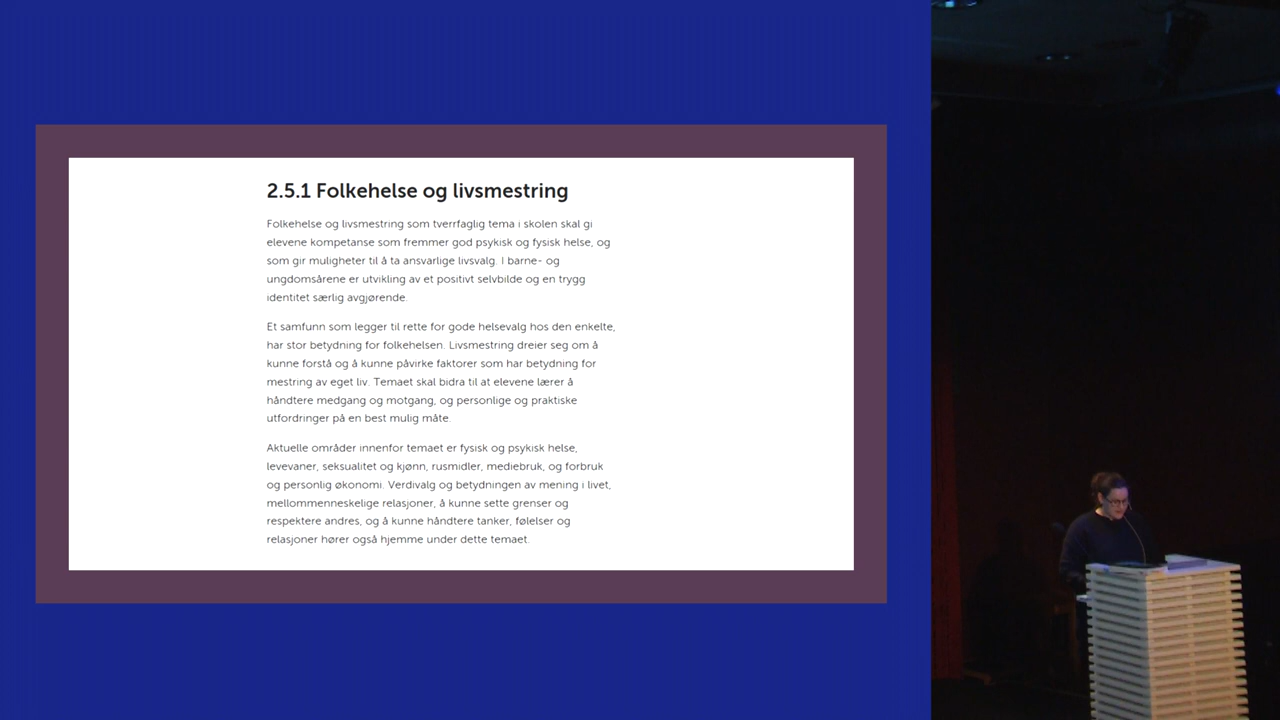 2.5.1 Folkehelse og livsmestring
Folkehelse og livsmestring som tverrfaglig tema i skolen skal gi
elevene kompetanse som fremmer god psykisk og fysisk helse, og
som gir muligheter til å ta ansvarlige livsvalg. I barne- og
ungdomsårene er utvikling av et positivt selvbilde og en trygg
identitet særlig avgjørende.
Et samfunn som legger til rette for gode helsevalg hos den enkelte,
har stor betydning for folkehelsen. Livsmestring dreier seg om å
kunne forstå og å kunne påvirke faktorer som har betydning for
mestring av eget liv. Temaet skal bidra til at elevene lærer å
håndtere medgang og motgang, og personlige og praktiske
utfordringer på en best mulig måte.
Aktuelle områder innenfor temaet er fysisk og psykisk helse,
levevaner, seksualitet og kjønn, rusmidler, mediebruk, og forbruk
og personlig økonomi. Verdivalg og betydningen av mening i livet,
mellommenneskelige relasjoner, å kunne sette grenser og
respektere andres, og å kunne håndtere tanker, følelser og
relasjoner hører også hjemme under dette temaet.